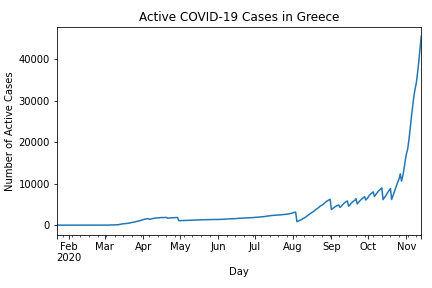 Active COVID-19 Cases in Greece
Number of Active Cases
40000
30000
20000
10000
0
Feb Mar Apr May Jun Jul Aug Sep Oct Nov
2020
Day